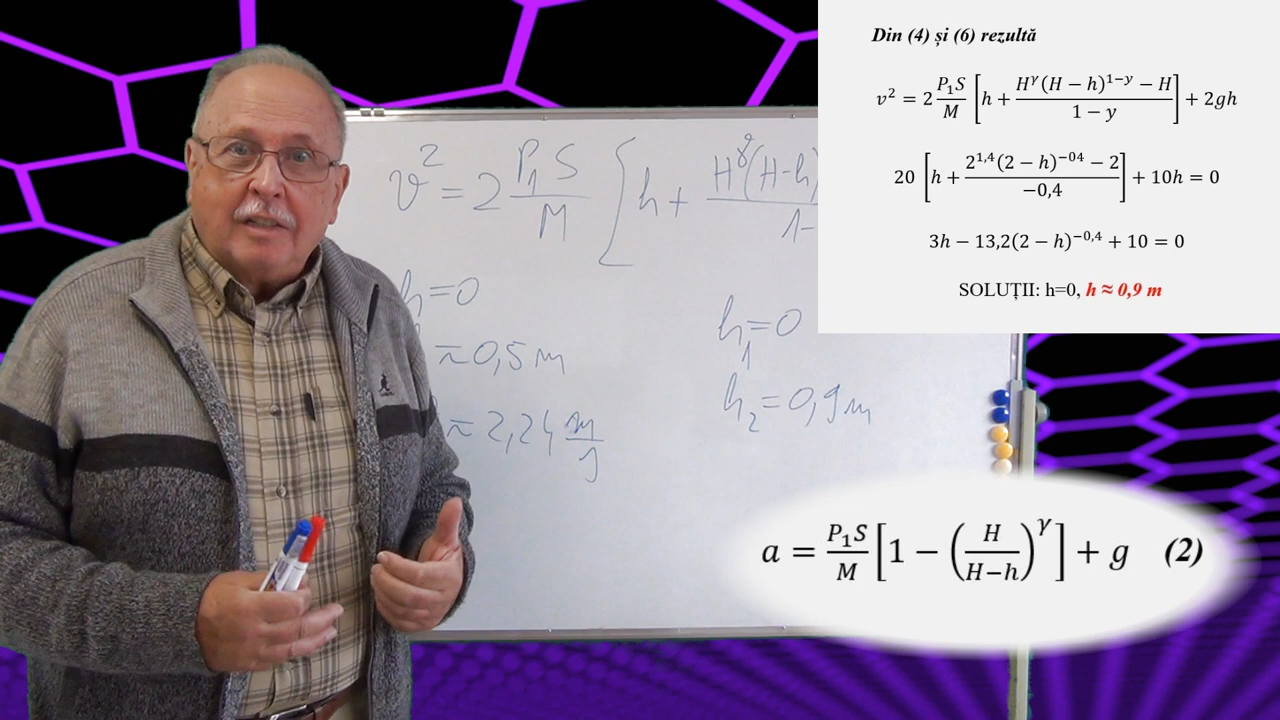 v² = 2 P₁S/M [h + H^γ(H-h)/1-
h=0
≈0,5m
≈ 2,24 m/s
h₁=0
h₂=0,9m
Din (4) și (6) rezultă
v² = 2 P₁S/M [h + (H^γ(H − h)^(1−y) − H)/(1 − y)] + 2gh
20 [h + (2^(1,4)(2 − h)^(−04) − 2)/(−0,4)] + 10h = 0
3h − 13,2(2 − h)^(−0,4) + 10 = 0
SOLUȚII: h=0, h ≈ 0,9 m
a = P₁S/M [1 − (H/(H−h))^γ] + g (2)